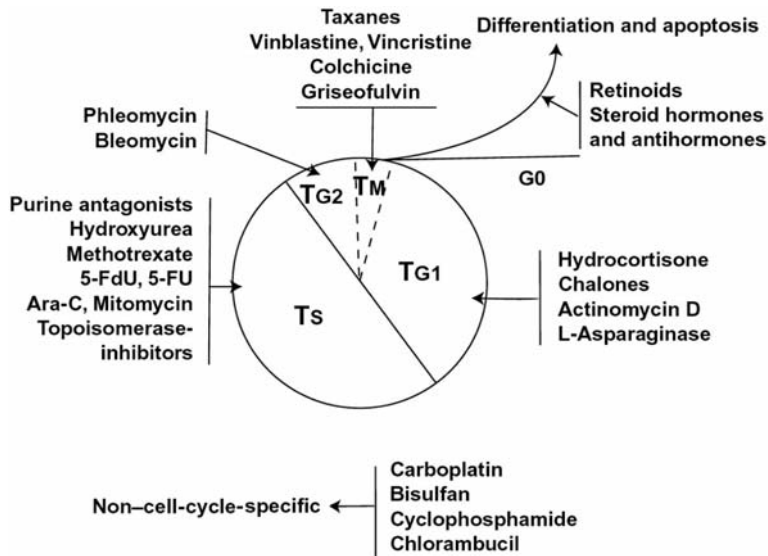 Taxanes
Vinblastine, Vincristine
Colchicine
Griseofulvin
Differentiation and apoptosis
Retinoids
Steroid hormones
and antihormones
G0
Phleomycin
Bleomycin
TG2
TM
TG1
TS
Purine antagonists
Hydroxyurea
Methotrexate
5-FdU, 5-FU
Ara-C, Mitomycin
Topoisomerase-
inhibitors
Hydrocortisone
Chalones
Actinomycin D
L-Asparaginase
Non–cell-cycle-specific
Carboplatin
Bisulfan
Cyclophosphamide
Chlorambucil